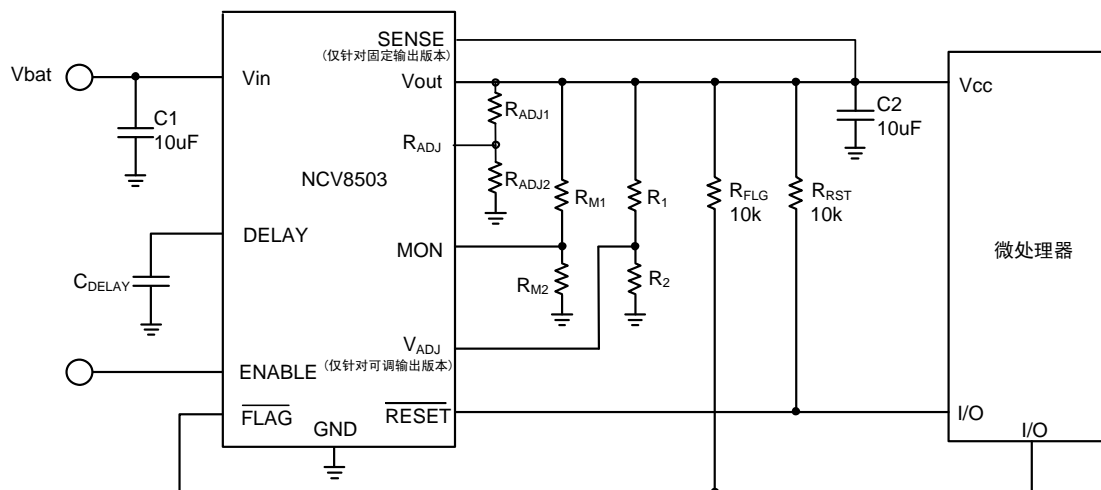 SENSE
(仅针对固定输出版本)
Vbat
Vin
Vout
Vcc
C1
10uF
RADJ1
C2
10uF
RADJ
NCV8503
RADJ2
RM1
R1
RFLG
10k
RRST
10k
DELAY
MON
微处理器
CDELAY
RM2
R2
VADJ
(仅针对可调输出版本)
ENABLE
FLAG
RESET
I/O
GND
I/O